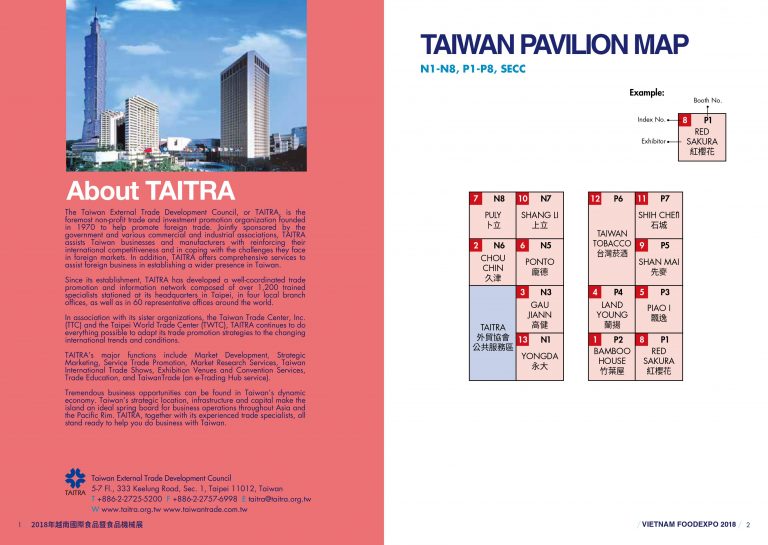 About TAITRA
The Taiwan External Trade Development Council, or TAITRA, is the
foremost non-profit trade and investment promotion organization founded
in 1970 to help promote foreign trade. Jointly sponsored by the
government and various commercial and industrial associations, TAITRA
assists Taiwan businesses and manufacturers with reinforcing their
international competitiveness and in coping with the challenges they face
in foreign markets. In addition, TAITRA offers comprehensive services to
assist foreign business in establishing a wider presence in Taiwan.
Since its establishment, TAITRA has developed a well-coordinated trade
promotion and information network composed of over 1,200 trained
specialists stationed at its headquarters in Taipei, in four local branch
offices, as well as in 60 representative offices around the world.
In association with its sister organizations, the Taiwan Trade Center, Inc.
(TTC) and the Taipei World Trade Center (TWTC), TAITRA continues to do
everything possible to adapt its trade promotion strategies to the changing
international trends and conditions.
TAITRA's major functions include Market Development, Strategic
Marketing, Service Trade Promotion, Market Research Services, Taiwan
International Trade Shows, Exhibition Venues and Convention Services,
Trade Education, and TaiwanTrade (an e-Trading Hub service).
Tremendous business opportunities can be found in Taiwan's dynamic
economy. Taiwan's strategic location, infrastructure and capital make the
island an ideal spring board for business operations throughout Asia and
the Pacific Rim. TAITRA, together with its experienced trade specialists, all
stand ready to help you do business with Taiwan.
TAITRA
Taiwan External Trade Development Council
5-7 Fl., 333 Keelung Road, Sec. 1, Taipei 11012, Taiwan
T +886-2-2725-5200 F +886-2-2757-6998 E taitra@taitra.org.tw
W www.taitra.org.tw www.taiwantrade.com.tw
1 2018年越南國際食品暨食品機械展
TAIWAN PAVILION MAP
N1-N8, P1-P8, SECC
Example:
Booth No.
Index No.
8 P1
Exhibitor
RED
SAKURA
紅櫻花
7 N8
PULY
卜立
10 N7
SHANG LI
上立
2 N6
CHOU
CHIN
久津
6 N5
PONTO
龐德
TAITRA
外貿協會
公共服務區
3 N3
GAU
JIANN
高健
13 N1
YONGDA
永大
12 P6
TAIWAN
TOBACCO
台灣菸酒
11 P7
SHIH CHEN
石城
9 P5
SHAN MAI
先麥
4 P4
LAND
YOUNG
蘭揚
5 P3
PIAO I
飄逸
1 P2
BAMBOO
HOUSE
竹葉屋
8 P1
RED
SAKURA
紅櫻花
/ VIETNAM FOODEXPO 2018 / 2